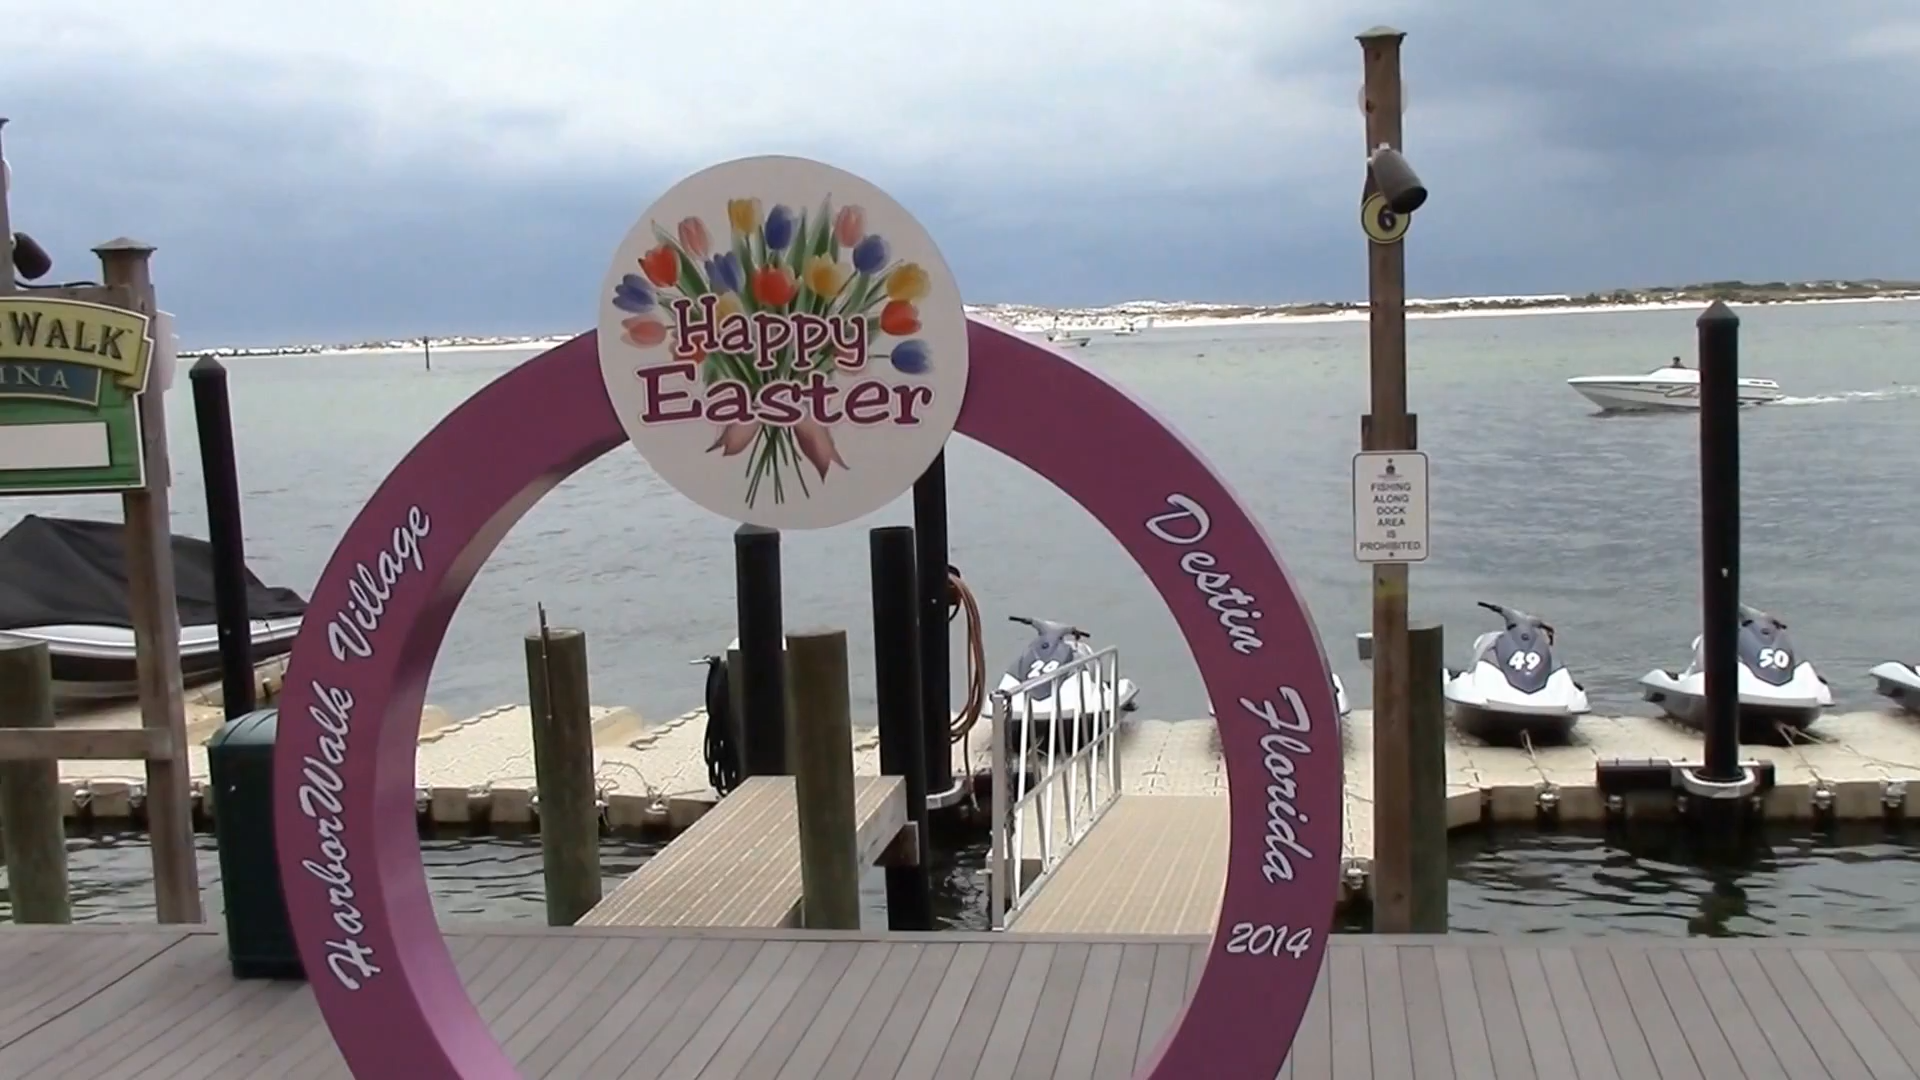 WALK
INA
Happy
Easter
HarborWalk Village
Destin Florida
2014
6
FISHING
ALONG
DOCK
AREA
IS
PROHIBITED
49
50